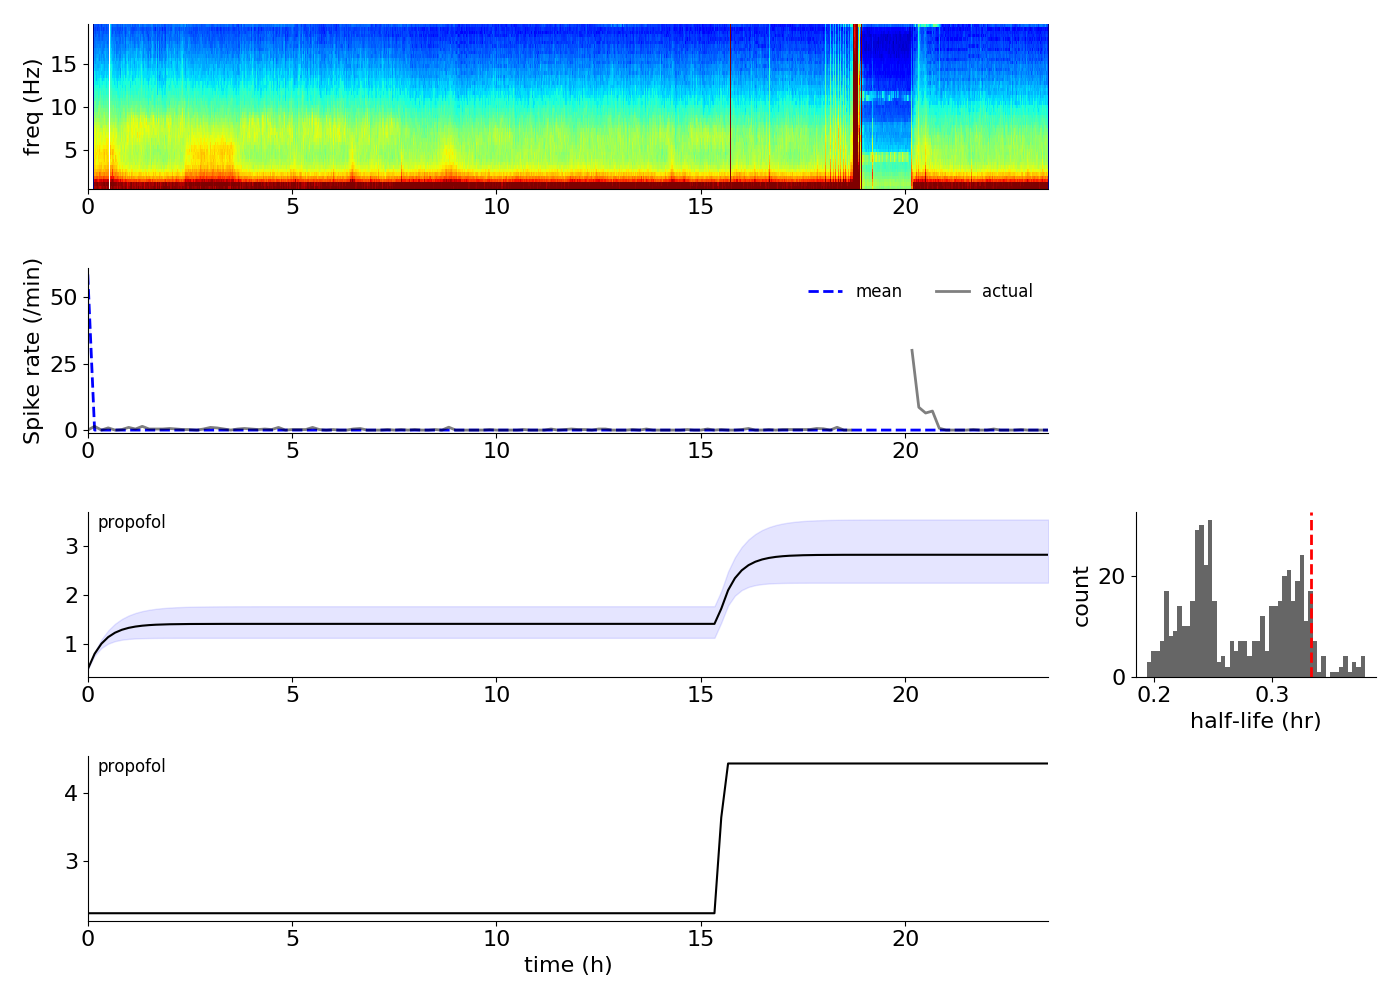 freq (Hz)
15
10
5
0 5 10 15 20
Spike rate (/min)
50
25
0
mean actual
0 5 10 15 20
propofol
3
2
1
0 5 10 15 20
count
20
0
0.2 0.3
half-life (hr)
propofol
4
3
0 5 10 15 20
time (h)